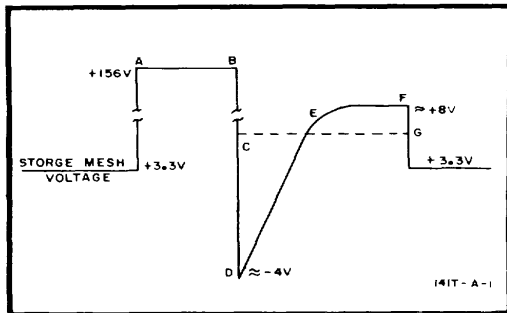 A
B
+156V
F
E
≈ +8V
C
G
STORGE MESH
VOLTAGE
+3.3V
+3.3V
D ≈ -4V
141T-A-1